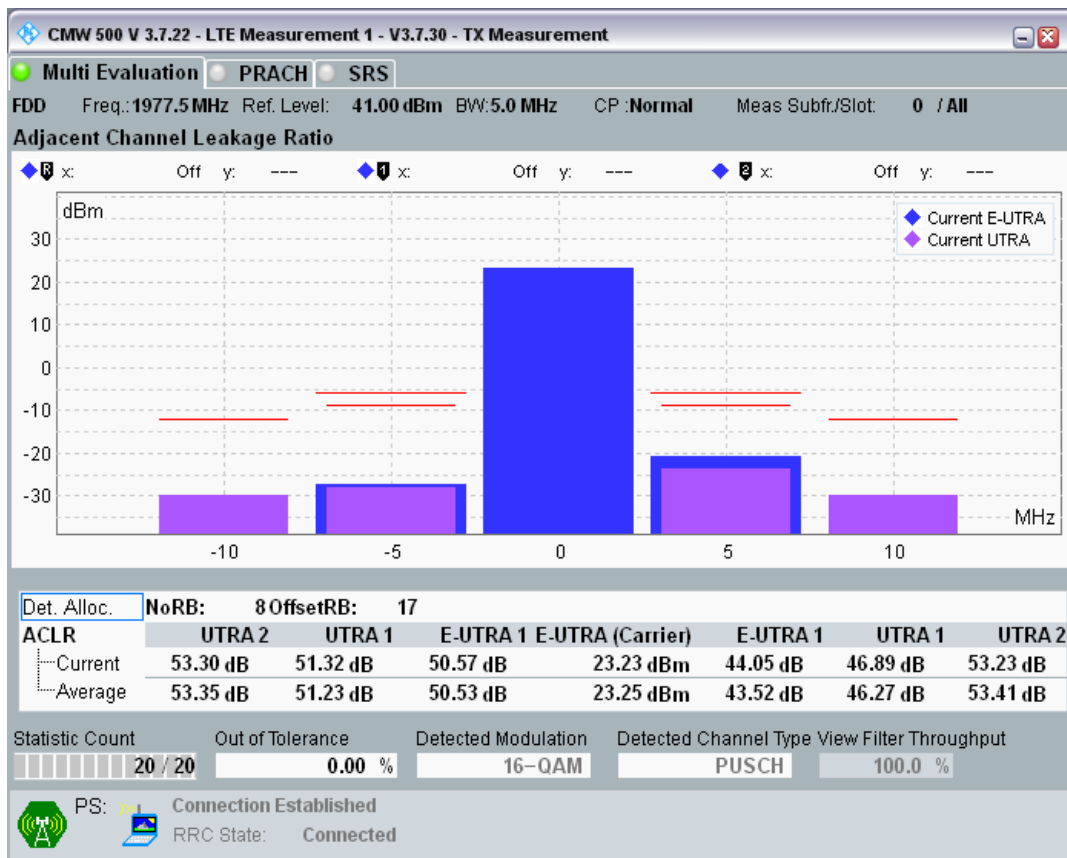 CMW 500 V 3.7.22 - LTE Measurement 1 - V3.7.30 - TX Measurement
Multi Evaluation PRACH SRS
FDD Freq.: 1977.5 MHz Ref. Level: 41.00 dBm BW: 5.0 MHz CP : Normal Meas Subfr./Slot: 0 / All
Adjacent Channel Leakage Ratio
R x: Off y: --- 1 x: Off y: --- 2 x: Off y: ---
dBm
Current E-UTRA
Current UTRA
30
20
10
0
-10
-20
-30
MHz
-10 -5 0 5 10
Det. Alloc. NoRB: 8 OffsetRB: 17
ACLR UTRA 2 UTRA 1 E-UTRA 1 E-UTRA (Carrier) E-UTRA 1 UTRA 1 UTRA 2
Current 53.30 dB 51.32 dB 50.57 dB 23.23 dBm 44.05 dB 46.89 dB 53.23 dB
Average 53.35 dB 51.23 dB 50.53 dB 23.25 dBm 43.52 dB 46.27 dB 53.41 dB
Statistic Count Out of Tolerance Detected Modulation Detected Channel Type View Filter Throughput
20 / 20 0.00 % 16-QAM PUSCH 100.0 %
PS: Connection Established
RRC State: Connected